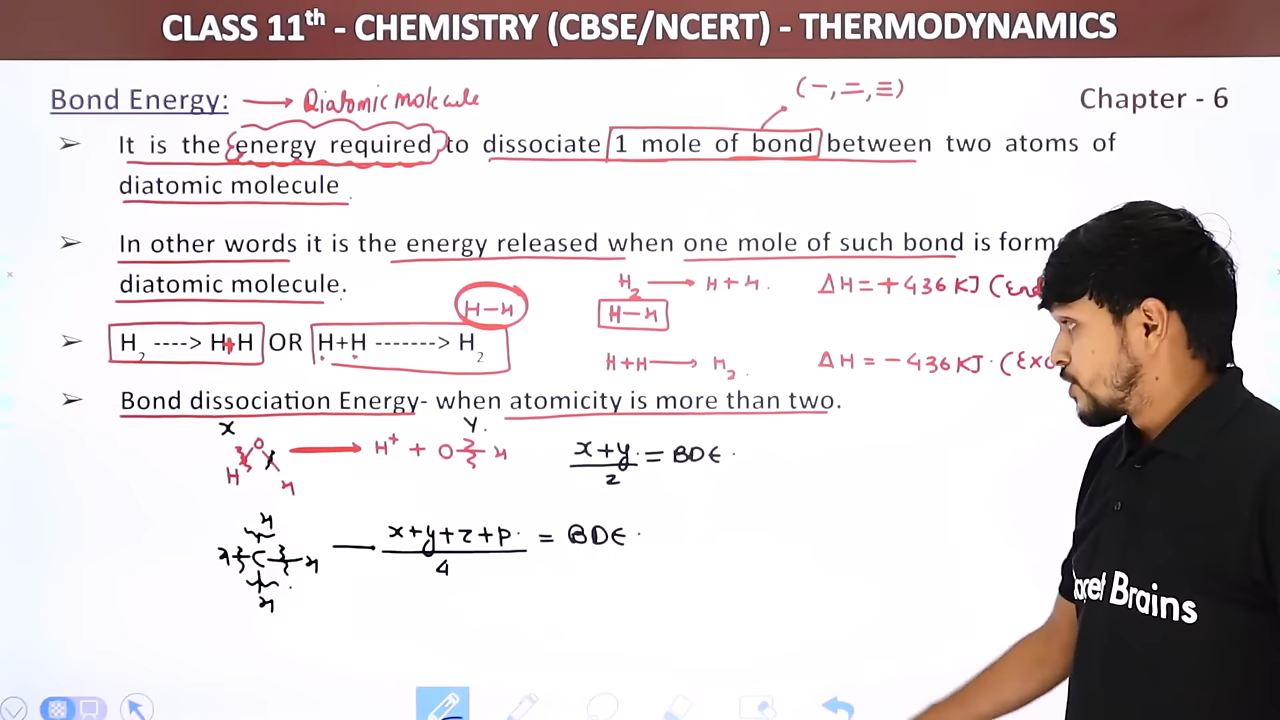 CLASS 11th - CHEMISTRY (CBSE/NCERT) - THERMODYNAMICS
(−, =, ≡)
Bond Energy: → Diatomic molecule
Chapter - 6
➢ It is the energy required to dissociate 1 mole of bond between two atoms of
diatomic molecule
➢ In other words it is the energy released when one mole of such bond is form
diatomic molecule.
H2 → H + H. ΔH = +436 KJ (End
H−H
H−H
➢ H2 ----> H+H OR H+H -------> H2
H+H → H2. ΔH = −436 KJ. (Exo
➢ Bond dissociation Energy- when atomicity is more than two.
x
y.
H O H → H+ + O H
x+y/2 = BDE.
H
H C H → x+y+z+p./4 = BDE.
H
Brains